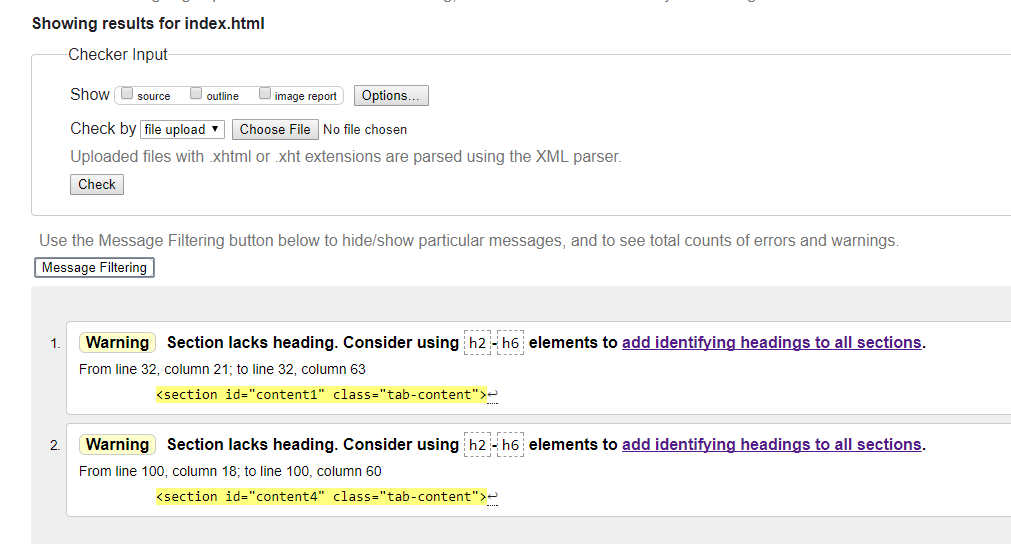 Showing results for index.html
Checker Input
Show source outline image report Options...
Check by file upload Choose File No file chosen
Uploaded files with .xhtml or .xht extensions are parsed using the XML parser.
Check
Use the Message Filtering button below to hide/show particular messages, and to see total counts of errors and warnings.
Message Filtering
1. Warning Section lacks heading. Consider using h2-h6 elements to add identifying headings to all sections.
From line 32, column 21; to line 32, column 63
<section id="content1" class="tab-content">↩
2. Warning Section lacks heading. Consider using h2-h6 elements to add identifying headings to all sections.
From line 100, column 18; to line 100, column 60
<section id="content4" class="tab-content">↩